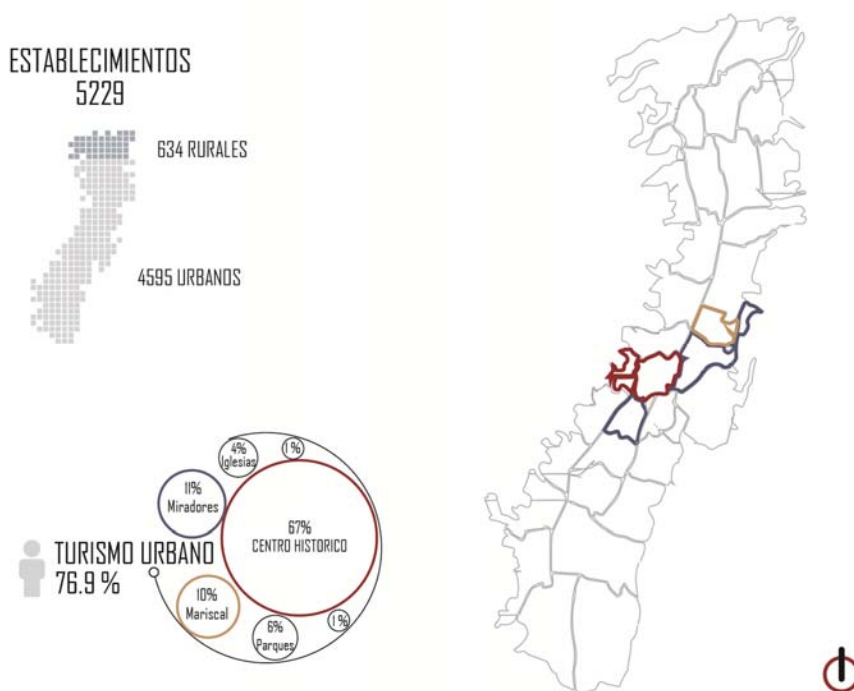 ESTABLECIMIENTOS
5229
634 RURALES
4595 URBANOS
4%
Iglesias
1%
11%
Miradores
67%
CENTRO HISTORICO
TURISMO URBANO
76.9 %
10%
Mariscal
6%
Parques
1%